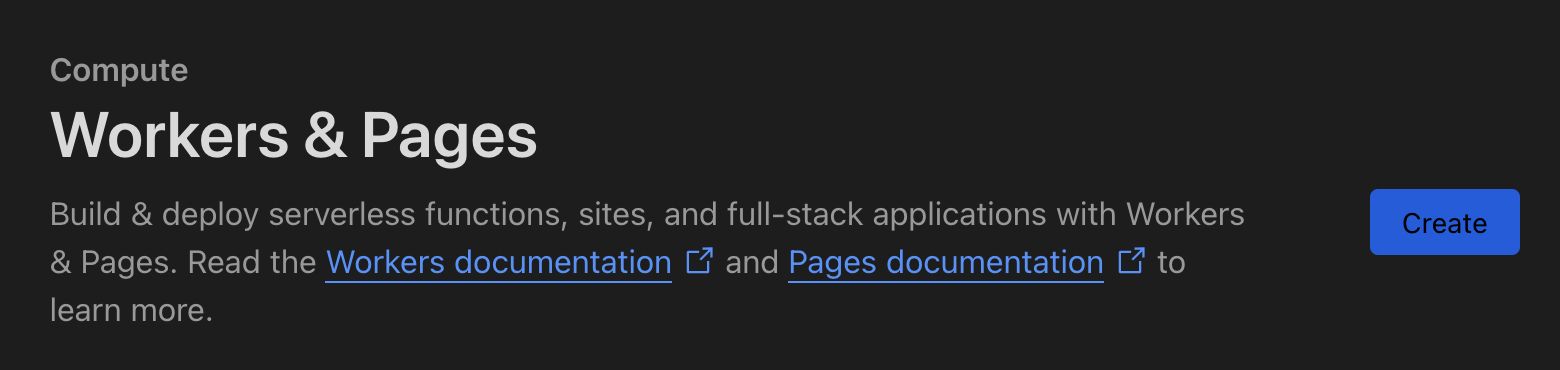 Compute
Workers & Pages
Build & deploy serverless functions, sites, and full-stack applications with Workers
& Pages. Read the Workers documentation and Pages documentation to
learn more.
Create